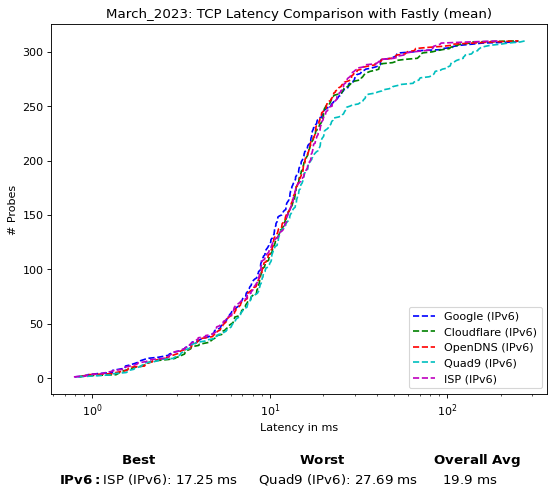 March_2023: TCP Latency Comparison with Fastly (mean)
300
250
200
150
100
50
0
# Probes
Google (IPv6)
Cloudflare (IPv6)
OpenDNS (IPv6)
Quad9 (IPv6)
ISP (IPv6)
10⁰ 10¹ 10²
Latency in ms
Best Worst Overall Avg
IPv6: ISP (IPv6): 17.25 ms Quad9 (IPv6): 27.69 ms 19.9 ms